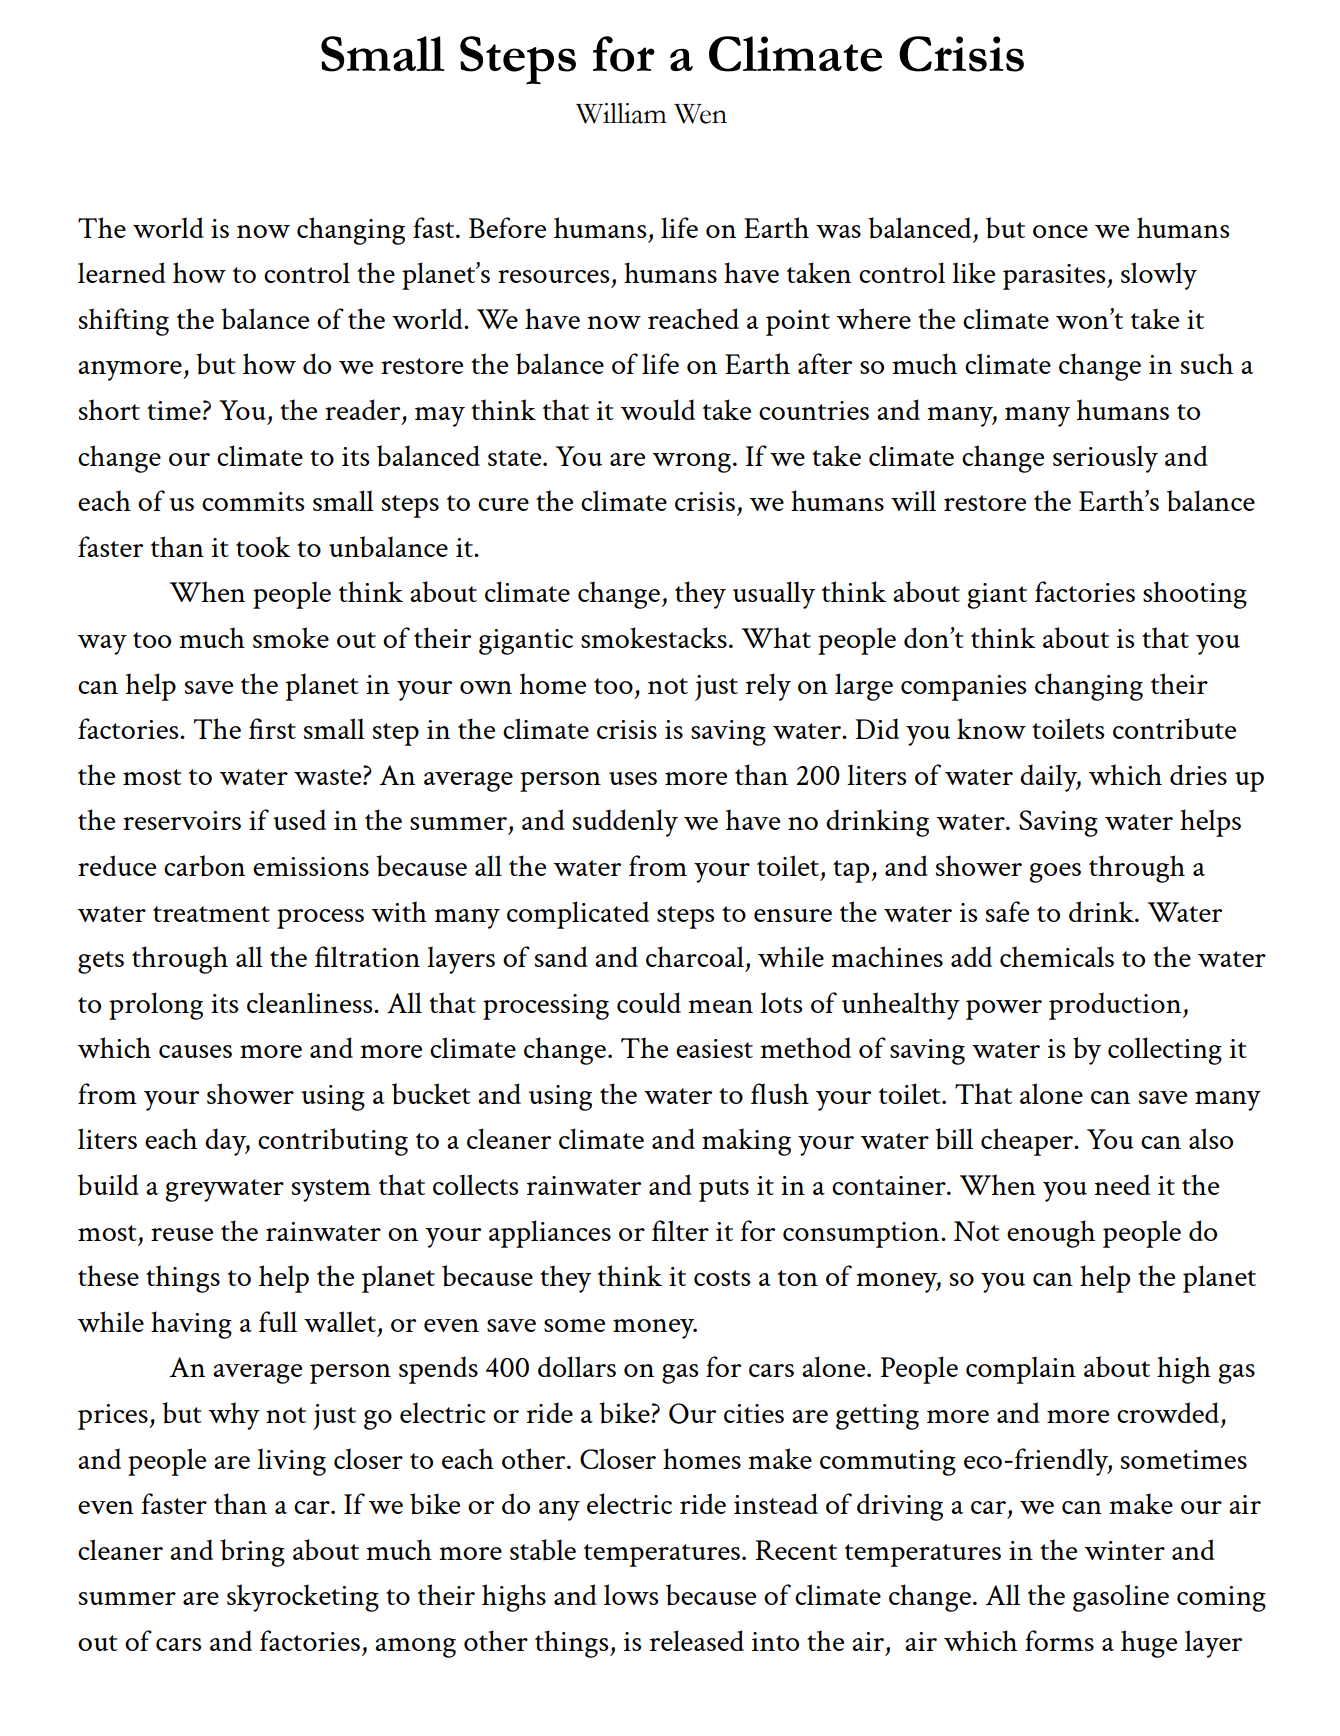 Small Steps for a Climate Crisis
William Wen
The world is now changing fast. Before humans, life on Earth was balanced, but once we humans
learned how to control the planet’s resources, humans have taken control like parasites, slowly
shifting the balance of the world. We have now reached a point where the climate won’t take it
anymore, but how do we restore the balance of life on Earth after so much climate change in such a
short time? You, the reader, may think that it would take countries and many, many humans to
change our climate to its balanced state. You are wrong. If we take climate change seriously and
each of us commits small steps to cure the climate crisis, we humans will restore the Earth’s balance
faster than it took to unbalance it.
When people think about climate change, they usually think about giant factories shooting
way too much smoke out of their gigantic smokestacks. What people don’t think about is that you
can help save the planet in your own home too, not just rely on large companies changing their
factories. The first small step in the climate crisis is saving water. Did you know toilets contribute
the most to water waste? An average person uses more than 200 liters of water daily, which dries up
the reservoirs if used in the summer, and suddenly we have no drinking water. Saving water helps
reduce carbon emissions because all the water from your toilet, tap, and shower goes through a
water treatment process with many complicated steps to ensure the water is safe to drink. Water
gets through all the filtration layers of sand and charcoal, while machines add chemicals to the water
to prolong its cleanliness. All that processing could mean lots of unhealthy power production,
which causes more and more climate change. The easiest method of saving water is by collecting it
from your shower using a bucket and using the water to flush your toilet. That alone can save many
liters each day, contributing to a cleaner climate and making your water bill cheaper. You can also
build a greywater system that collects rainwater and puts it in a container. When you need it the
most, reuse the rainwater on your appliances or filter it for consumption. Not enough people do
these things to help the planet because they think it costs a ton of money, so you can help the planet
while having a full wallet, or even save some money.
An average person spends 400 dollars on gas for cars alone. People complain about high gas
prices, but why not just go electric or ride a bike? Our cities are getting more and more crowded,
and people are living closer to each other. Closer homes make commuting eco-friendly, sometimes
even faster than a car. If we bike or do any electric ride instead of driving a car, we can make our air
cleaner and bring about much more stable temperatures. Recent temperatures in the winter and
summer are skyrocketing to their highs and lows because of climate change. All the gasoline coming
out of cars and factories, among other things, is released into the air,  air which forms a huge layer